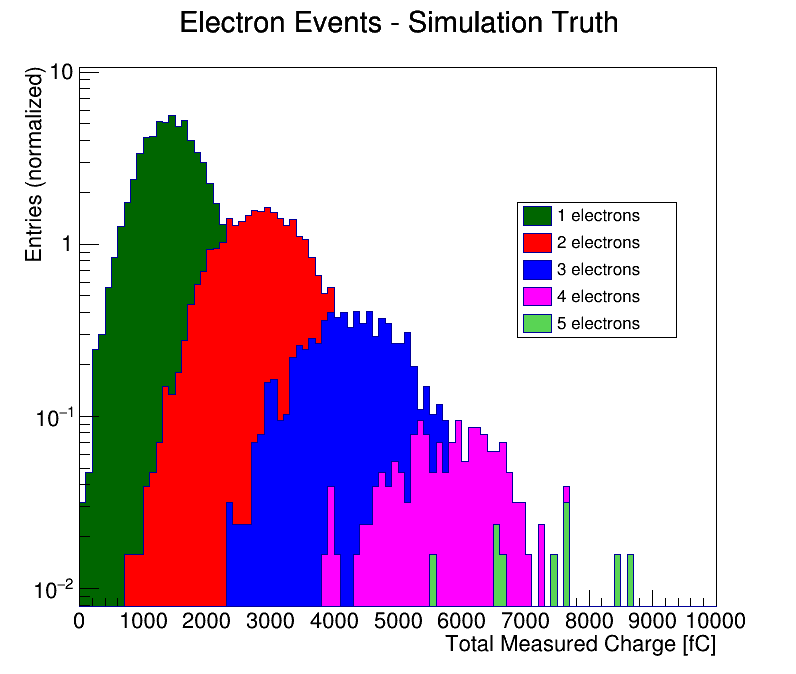 Electron Events - Simulation Truth
Entries (normalized)
10
1
10⁻¹
10⁻²
1 electrons
2 electrons
3 electrons
4 electrons
5 electrons
0 1000 2000 3000 4000 5000 6000 7000 8000 9000 10000
Total Measured Charge [fC]